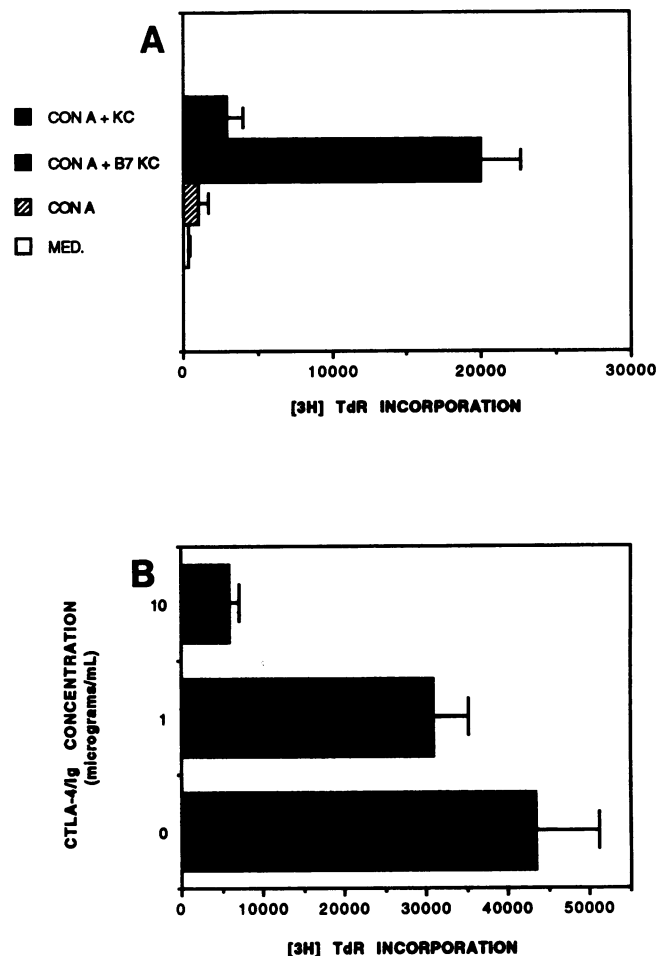 A
CON A + KC
CON A + B7 KC
CON A
MED.
0 10000 20000 30000
[3H] TdR INCORPORATION
B
CTLA-4/Ig CONCENTRATION
(micrograms/mL)
10
1
0
0 10000 20000 30000 40000 50000
[3H] TdR INCORPORATION